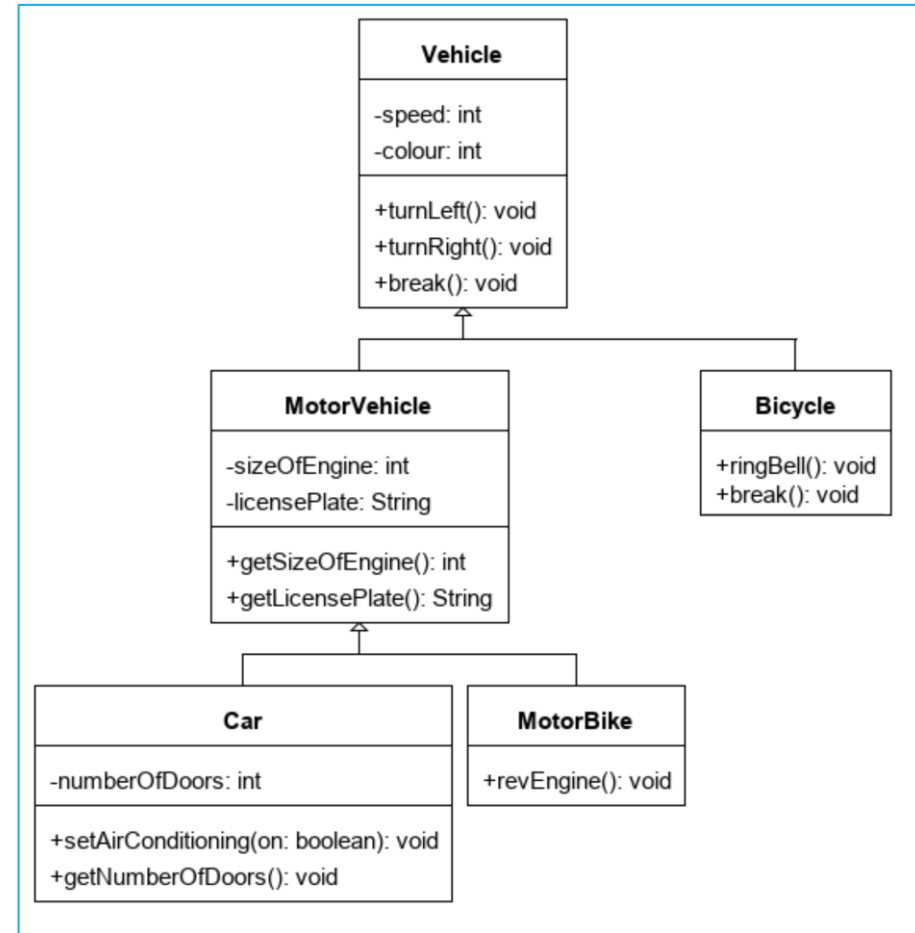 Vehicle
-speed: int
-colour: int
+turnLeft(): void
+turnRight(): void
+break(): void
MotorVehicle
-sizeOfEngine: int
-licensePlate: String
+getSizeOfEngine(): int
+getLicensePlate(): String
Bicycle
+ringBell(): void
+break(): void
Car
-numberOfDoors: int
+setAirConditioning(on: boolean): void
+getNumberOfDoors(): void
MotorBike
+revEngine(): void